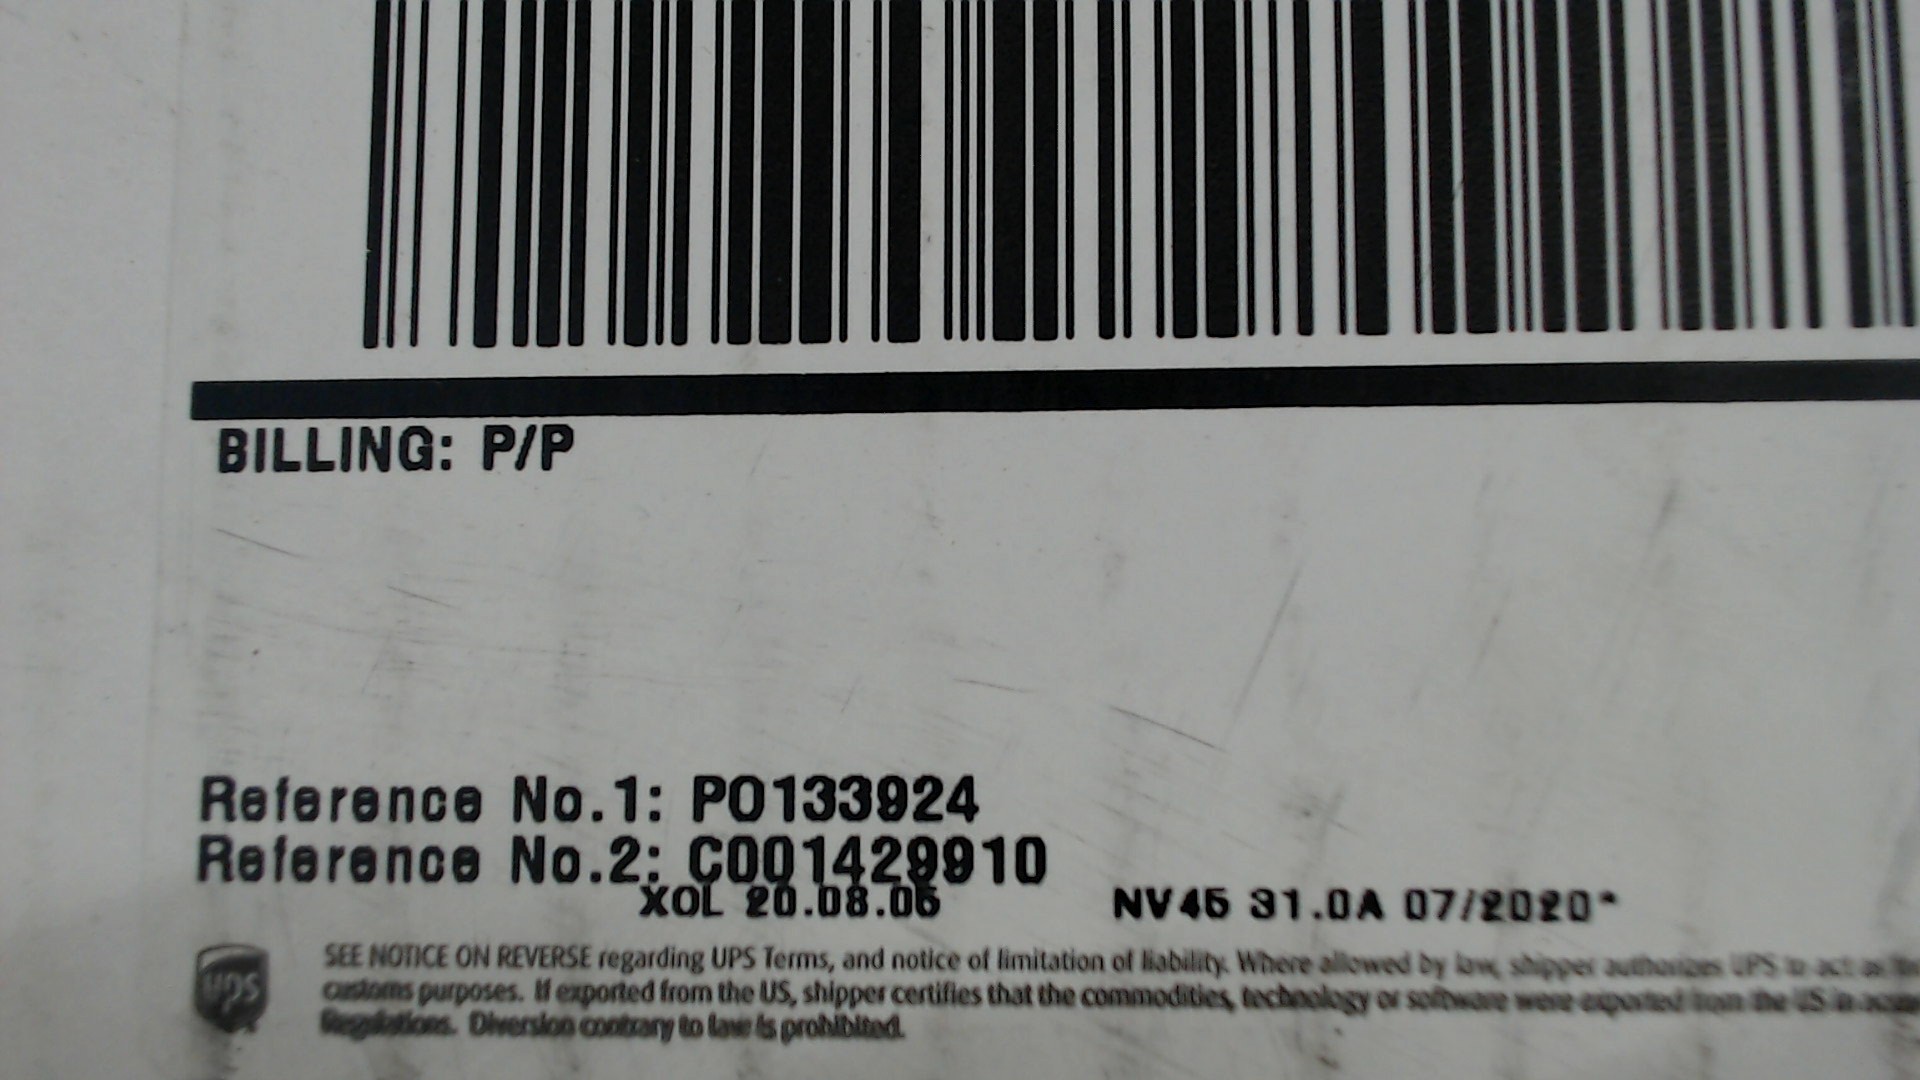 BILLING: P/P
Reference No.1: PO133924
Reference No.2: C001429910
XOL 20.08.05 NV45 31.0A 07/2020*
ups
SEE NOTICE ON REVERSE regarding UPS Terms, and notice of limitation of liability. Where allowed by law, shipper authorizes UPS to act as
customs purposes. If exported from the US, shipper certifies that the commodities, technology or software were exported from the US in
Regulations. Diversion contrary to law is prohibited.